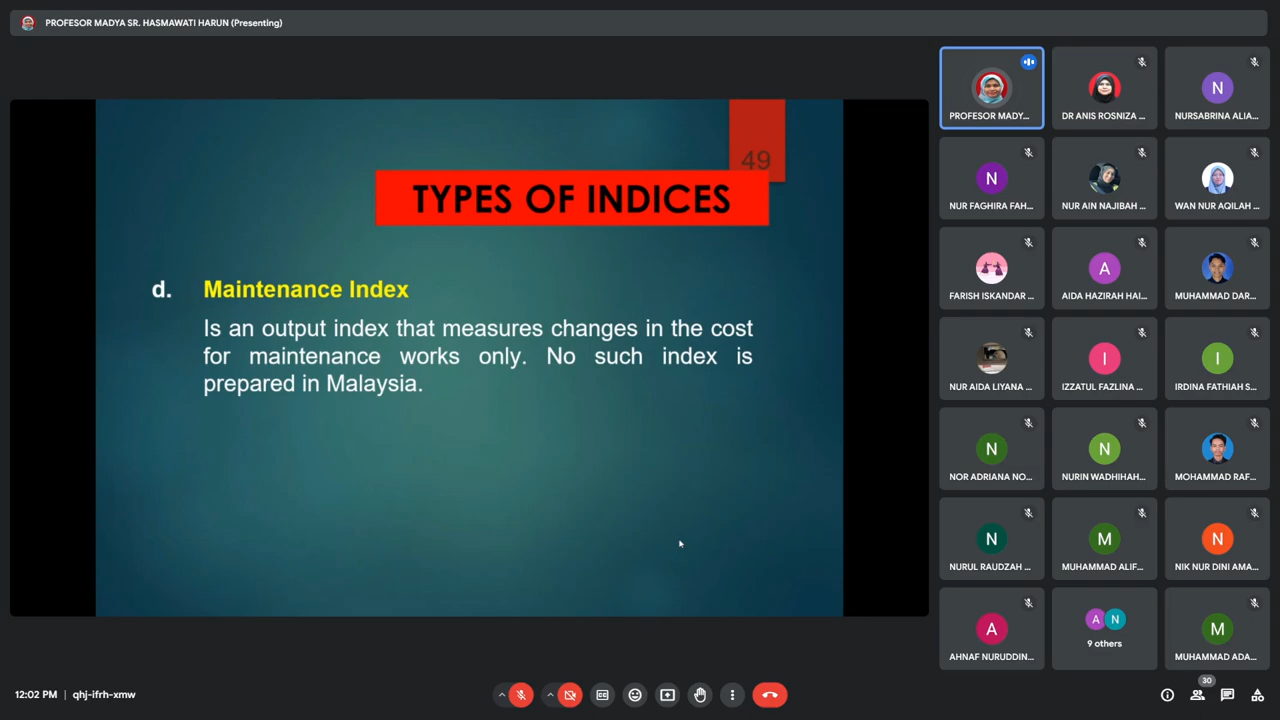 PROFESOR MADYA SR. HASMAWATI HARUN (Presenting)
49
TYPES OF INDICES
d. Maintenance Index
Is an output index that measures changes in the cost
for maintenance works only. No such index is
prepared in Malaysia.
PROFESOR MADY...
DR ANIS ROSNIZA ...
N
NURSABRINA ALIA...
N
NUR FAGHIRA FAH...
NUR AIN NAJIBAH ...
WAN NUR AQILAH ...
FARISH ISKANDAR ...
A
AIDA HAZIRAH HAI...
MUHAMMAD DAR...
NUR AIDA LIYANA ...
I
IZZATUL FAZLINA ...
I
IRDINA FATHIAH S...
N
NOR ADRIANA NO...
N
NURIN WADHIHAH...
MOHAMMAD RAF...
N
NURUL RAUDZAH ...
M
MUHAMMAD ALIF...
N
NIK NUR DINI AMA...
A
AHNAF NURUDDIN...
A N
9 others
M
MUHAMMAD ADA...
12:02 PM | qhj-ifrh-xmw
30